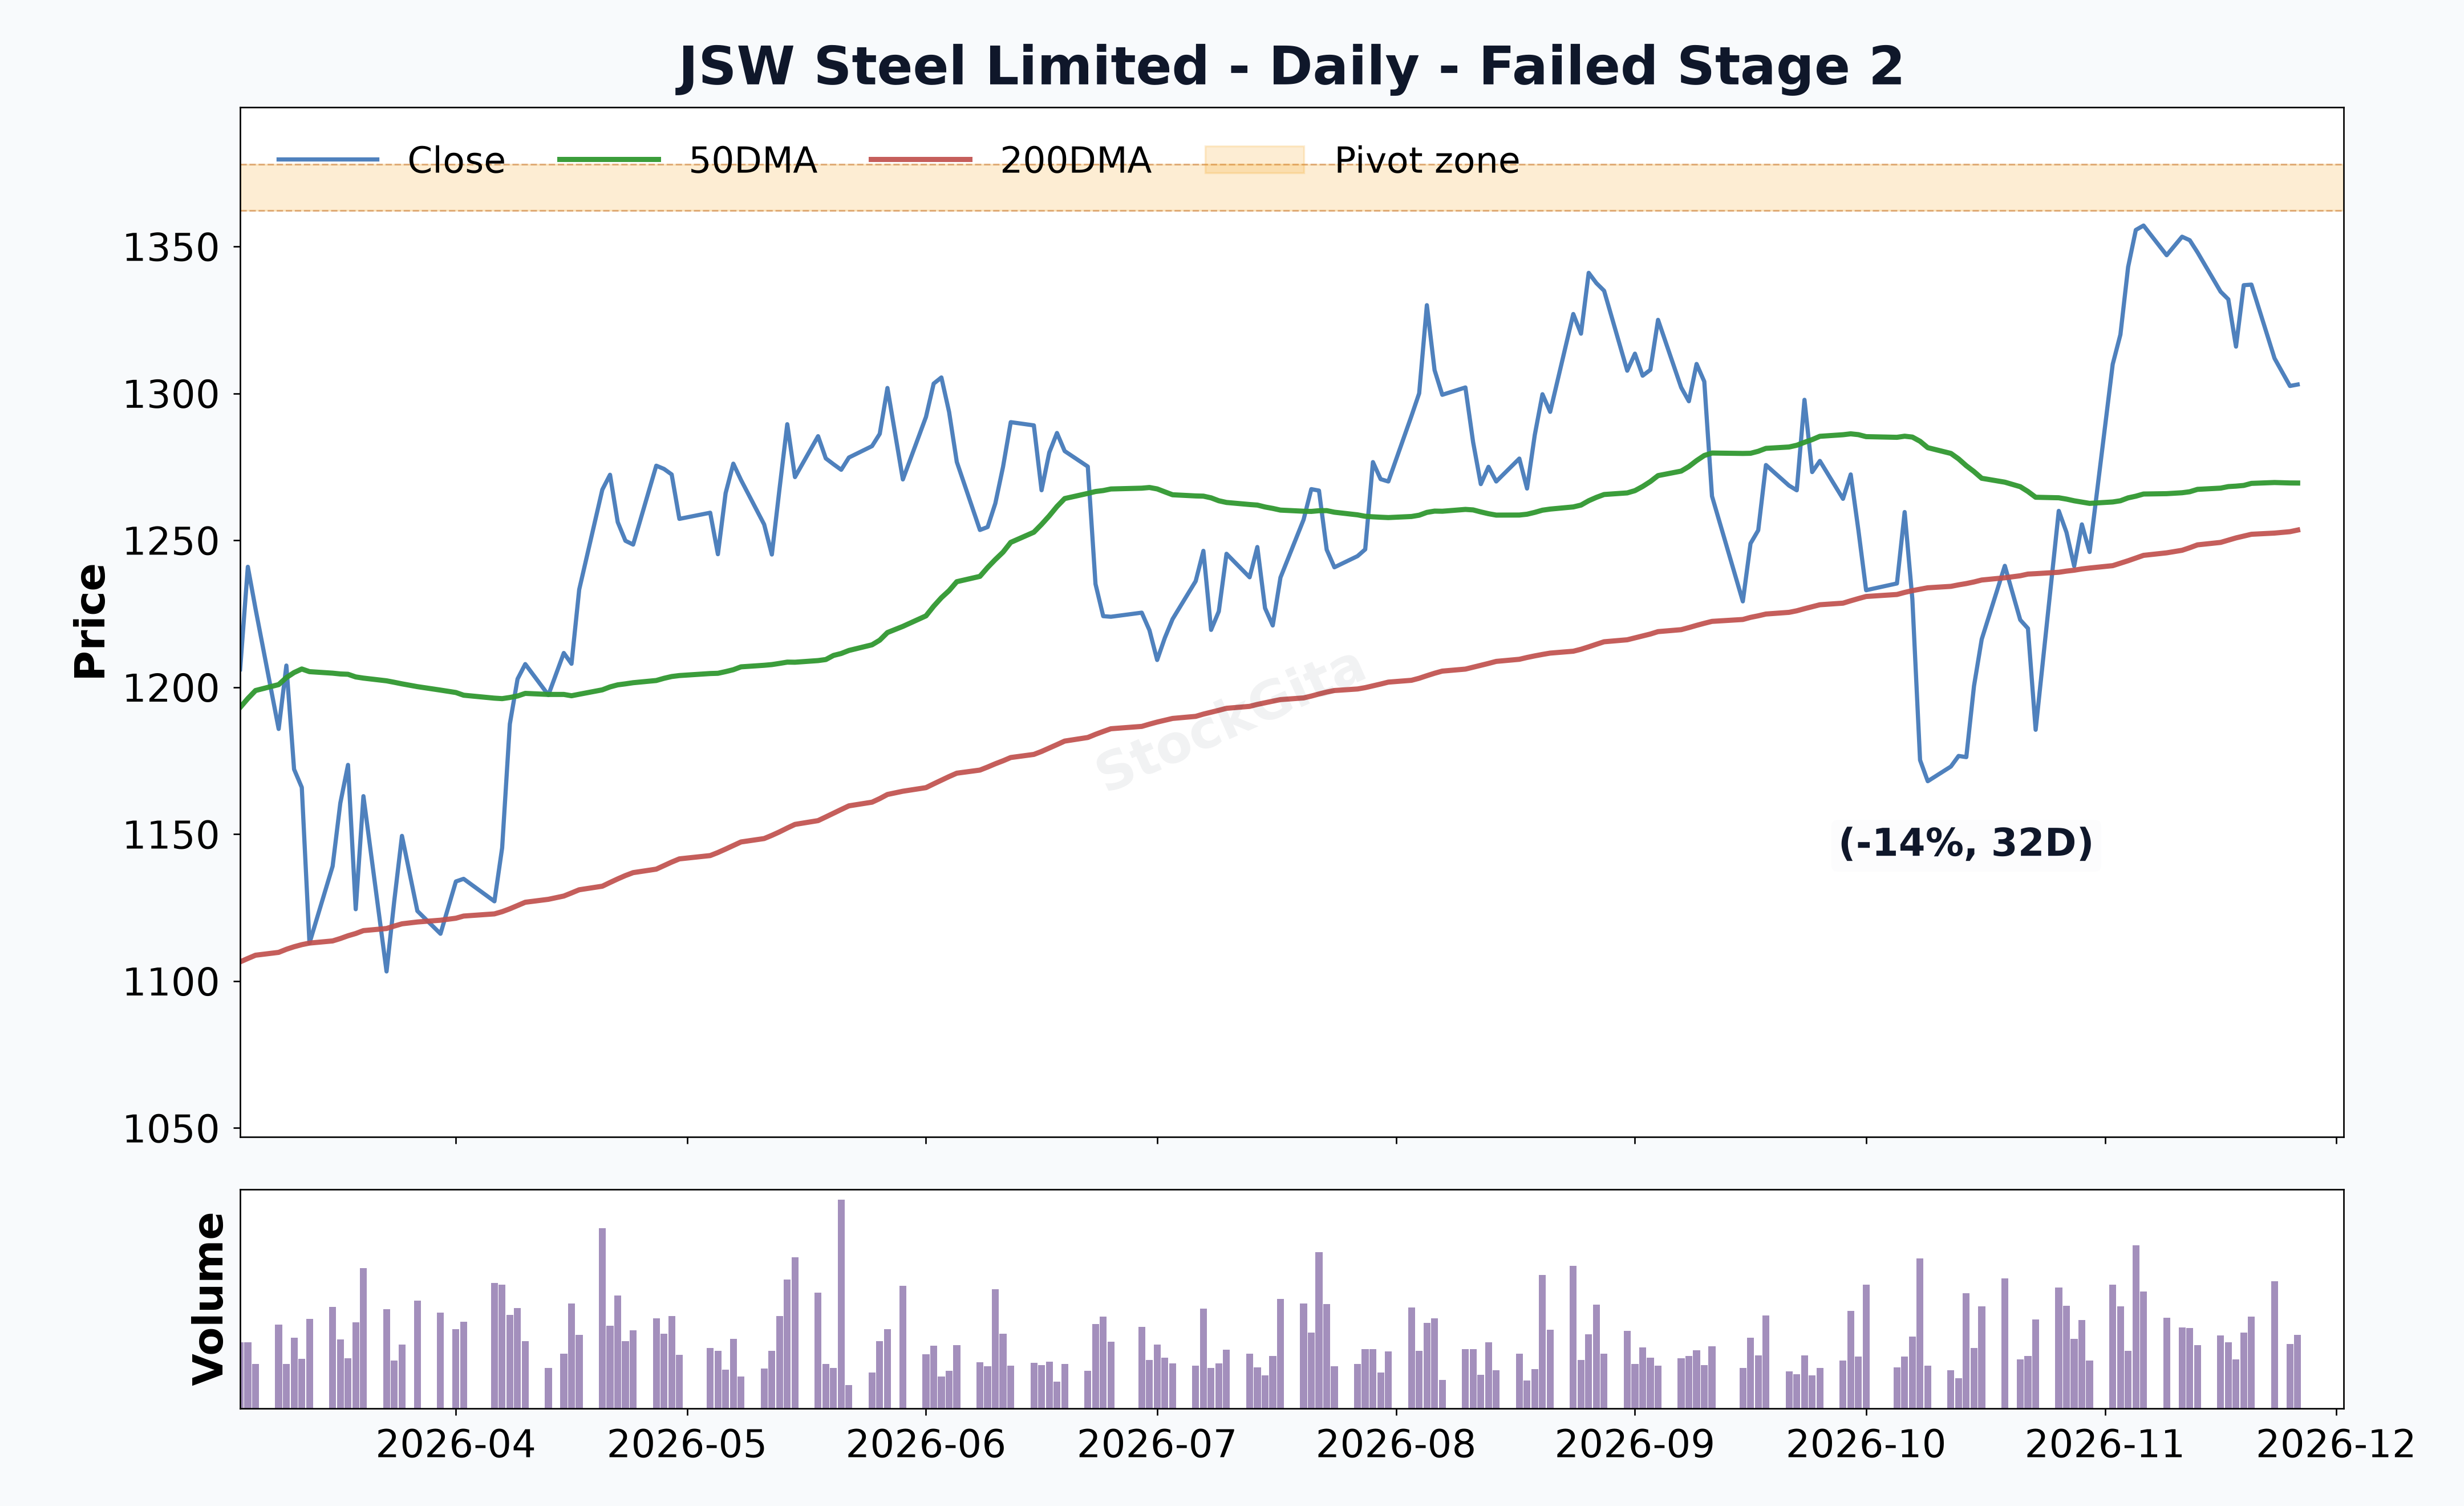 JSW Steel Limited - Daily - Failed Stage 2
Close 50DMA 200DMA Pivot zone
Price
1350
1300
1250
1200
1150
1100
1050
StockGita
(-14%, 32D)
Volume
2026-04 2026-05 2026-06 2026-07 2026-08 2026-09 2026-10 2026-11 2026-12